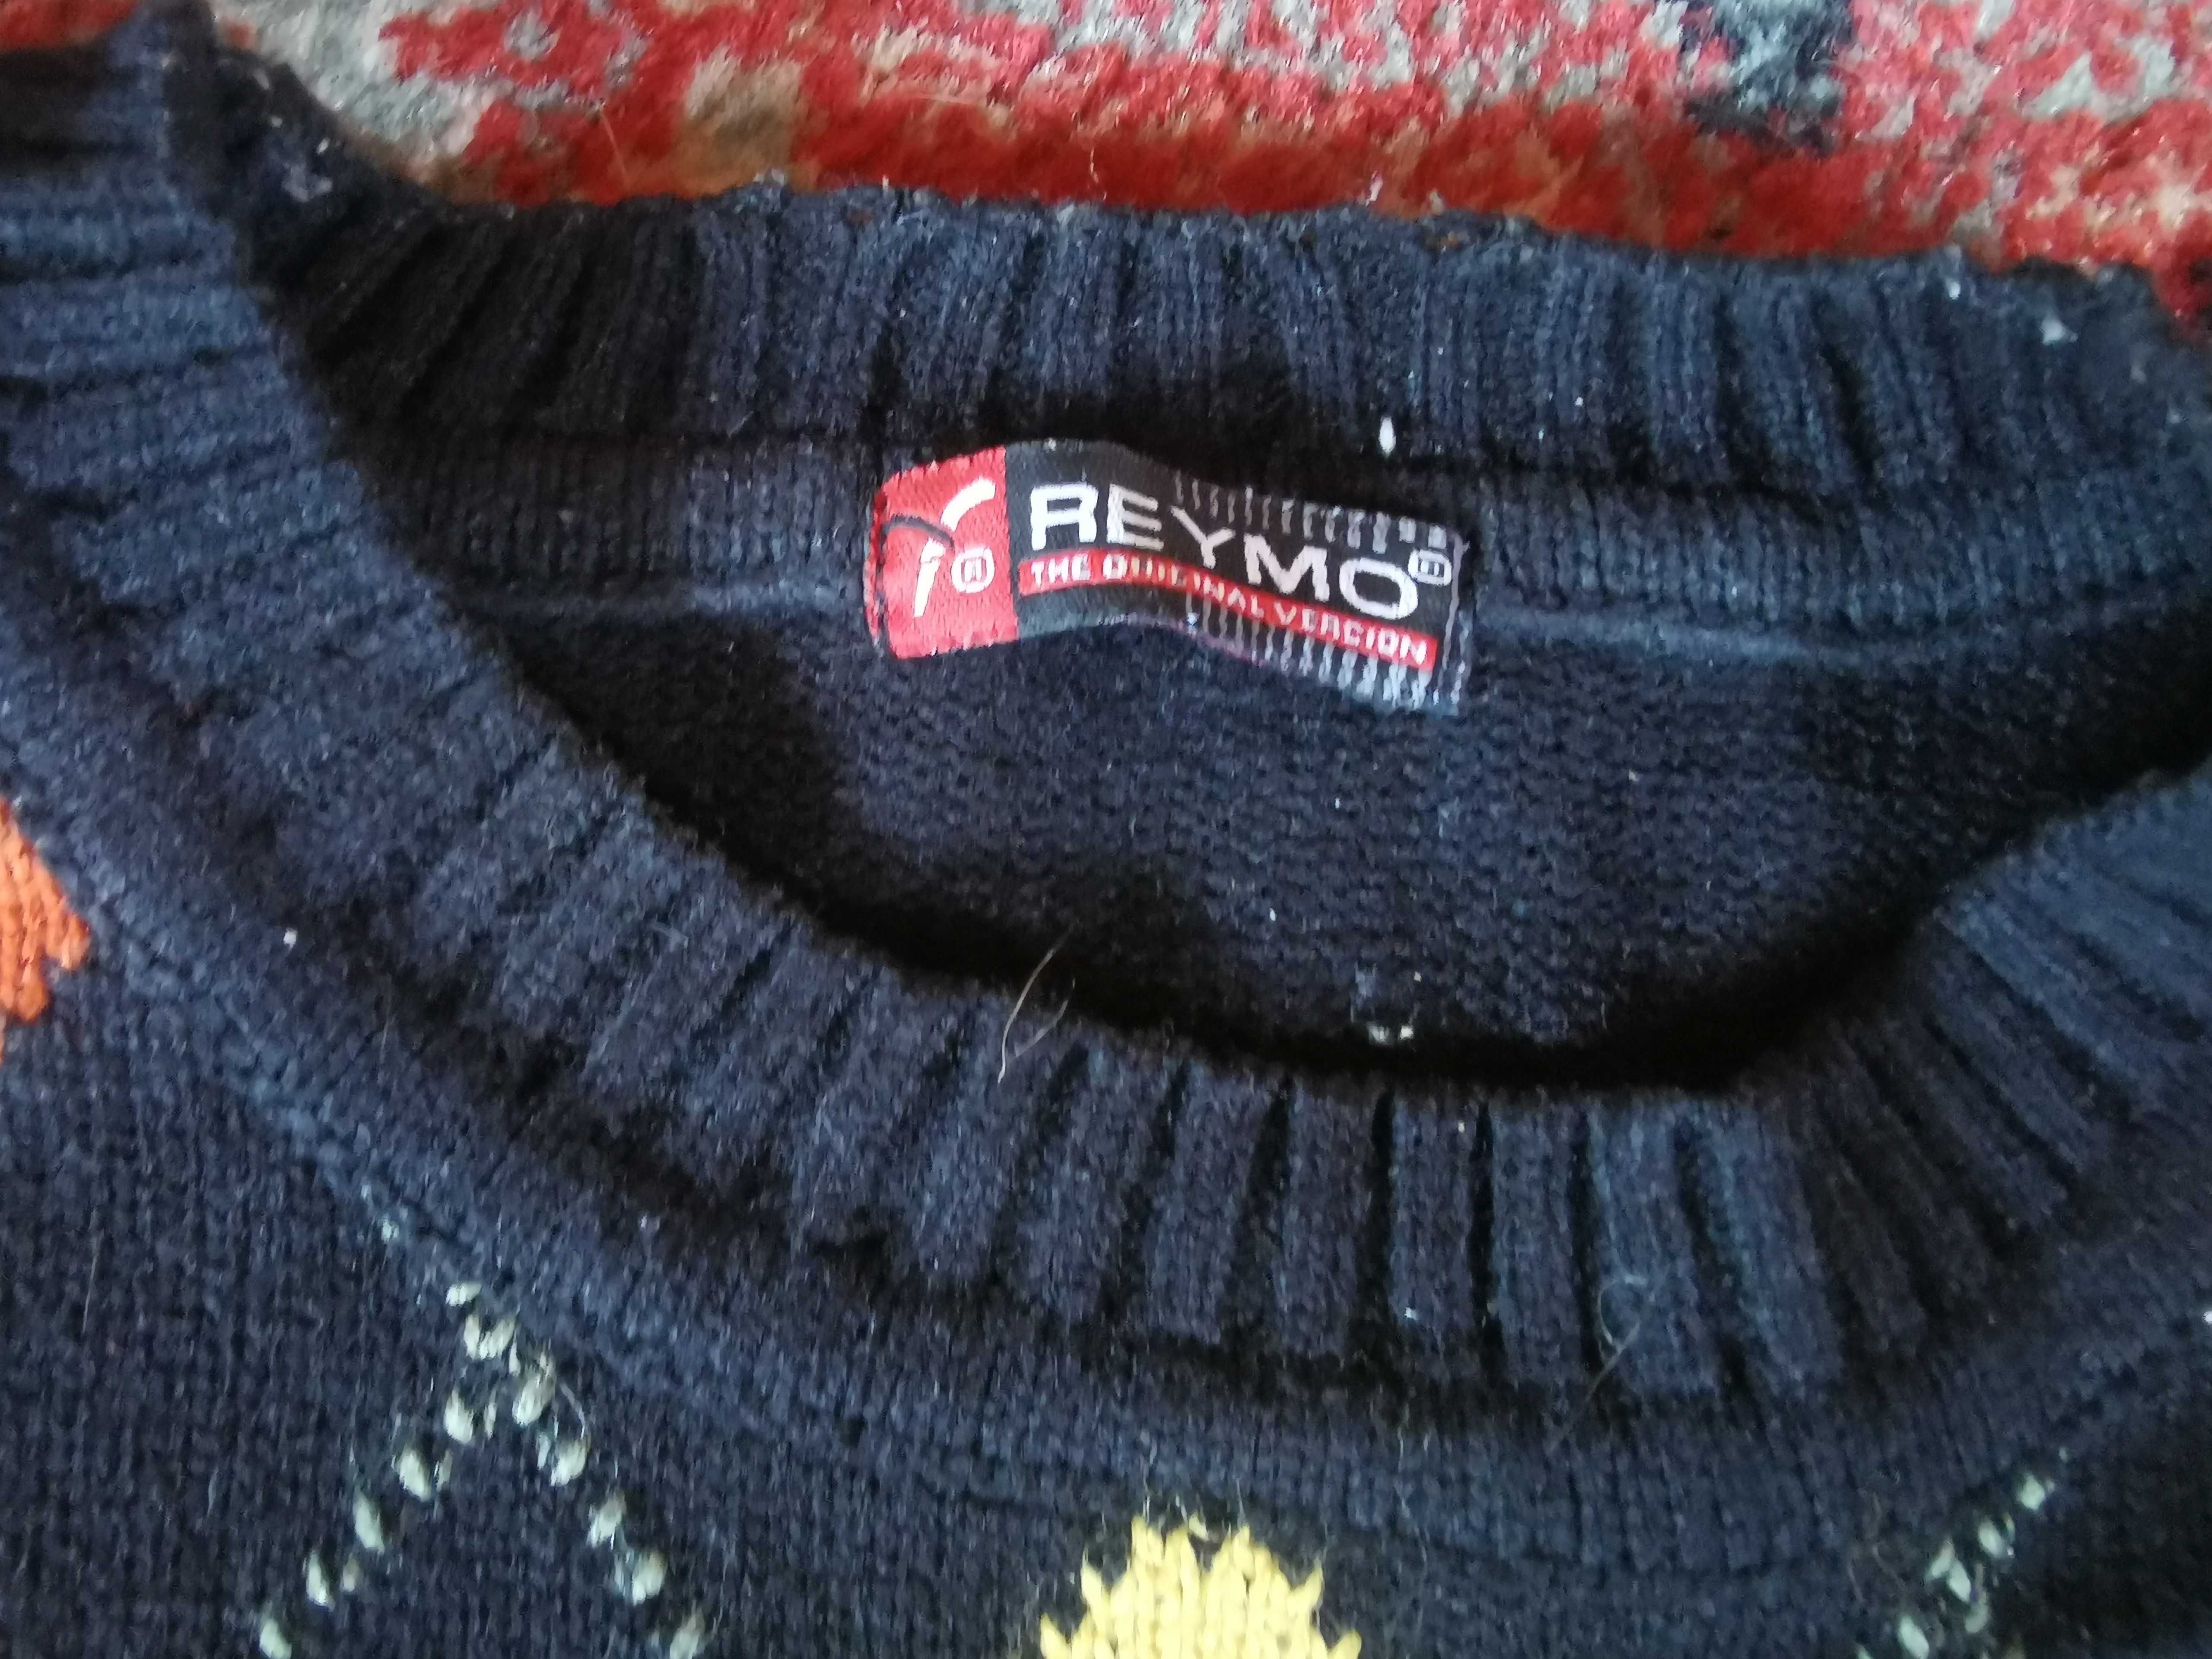 REYMO
THE ORIGINAL VERSION